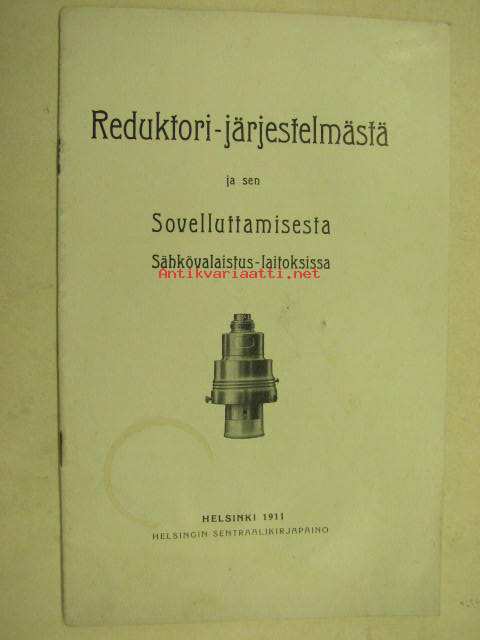 Reduktori-järjestelmästä
ja sen
Sovelluttamisesta
Sähkövalaistus-laitoksissa
Antikvariaatti.net
HELSINKI 1911
HELSINGIN SENTRAALIKIRJAPAINO